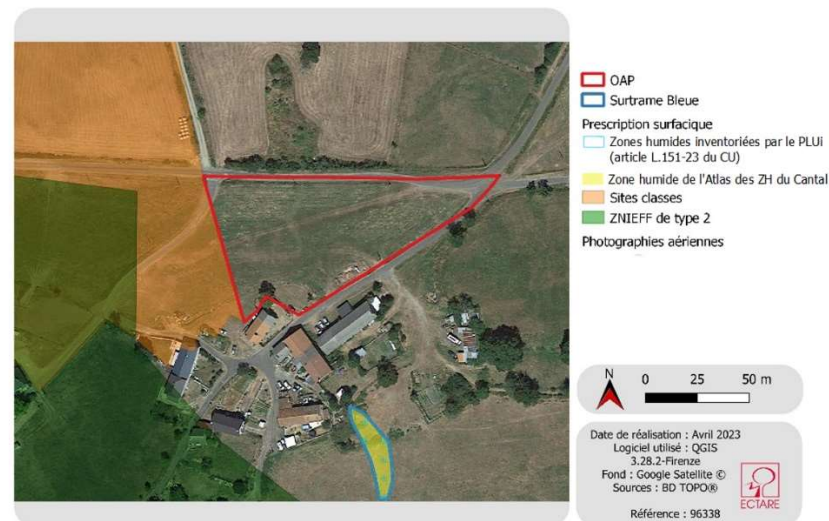 OAP
Surtrame Bleue
Prescription surfacique
Zones humides inventoriées par le PLUi
(article L.151-23 du CU)
Zone humide de l'Atlas des ZH du Cantal
Sites classes
ZNIEFF de type 2
Photographies aériennes
N
0 25 50 m
Date de réalisation : Avril 2023
Logiciel utilisé : QGIS
3.28.2-Firenze
Fond : Google Satellite ©
Sources : BD TOPO®
ECTARE
Référence : 96338